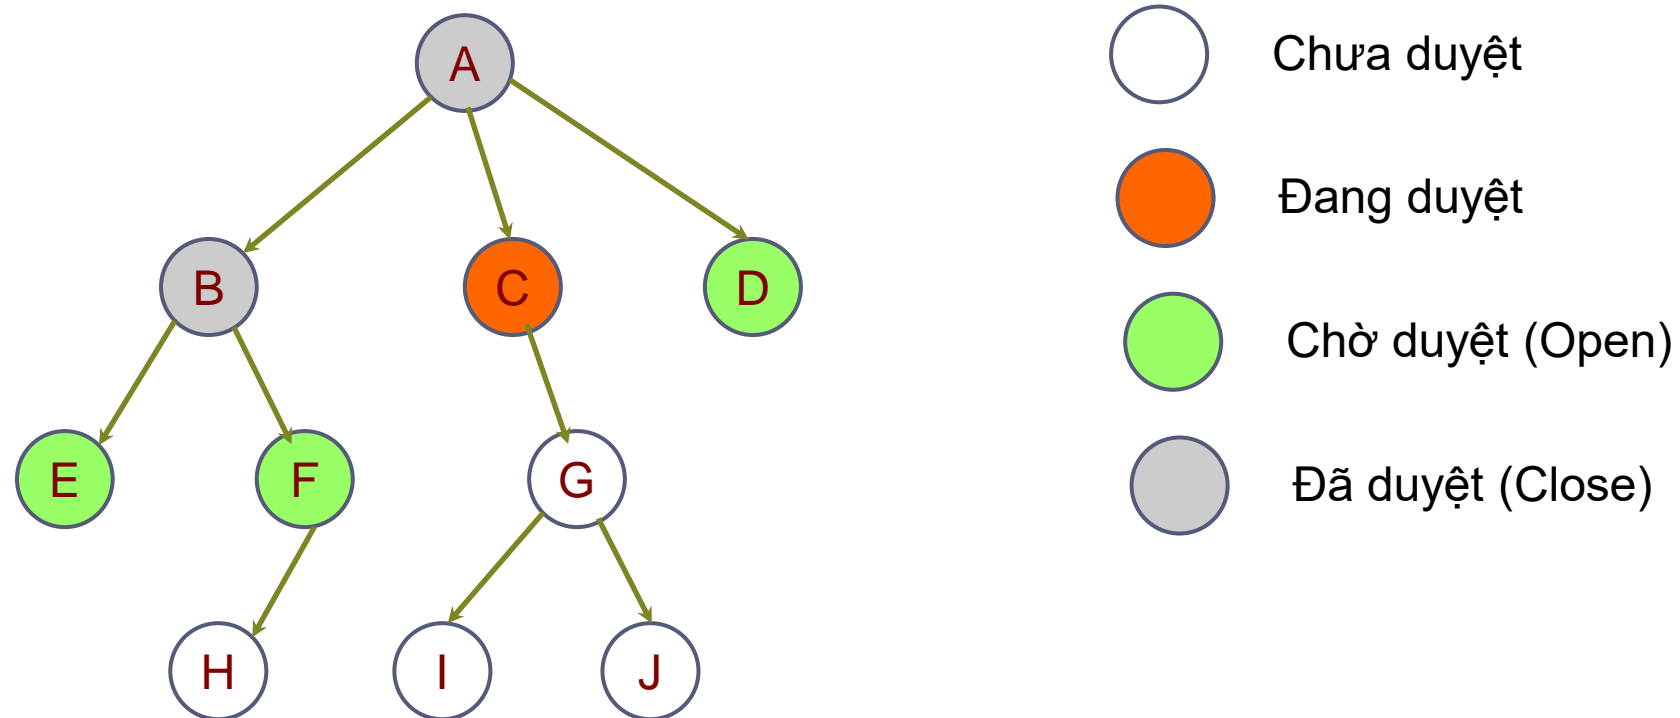 A
B
C
D
E
F
G
H
I
J
Chưa duyệt
Đang duyệt
Chờ duyệt (Open)
Đã duyệt (Close)